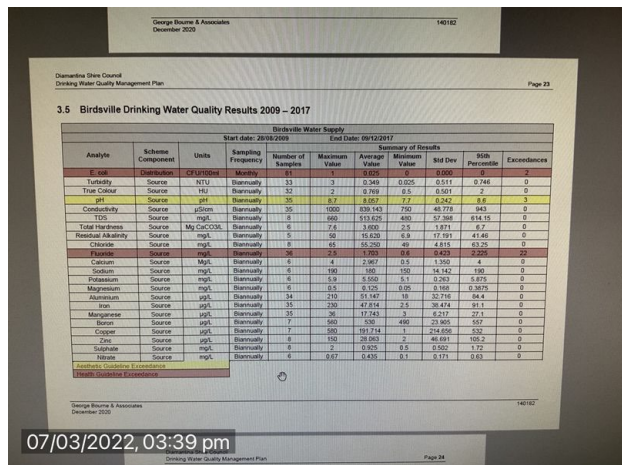 George Bourne & Associates 140182
December 2020
Diamantina Shire Council
Drinking Water Quality Management Plan Page 23
3.5 Birdsville Drinking Water Quality Results 2009 – 2017
Birdsville Water Supply
Start date: 28/08/2009 End Date: 09/12/2017
Summary of Results
Analyte Scheme Component Units Sampling Frequency Number of Samples Maximum Value Average Value Minimum Value Std Dev 95th Percentile Exceedances
E. coli Distribution CFU/100ml Monthly 61 1 0.025 0 0.000 0 2
Turbidity Source NTU Biannually 33 3 0.349 0.025 0.511 0.746 0
True Colour Source HU Biannually 32 2 0.769 0.5 0.501 2 0
pH Source pH Biannually 35 8.7 8.057 7.7 0.242 8.6 3
Conductivity Source µS/cm Biannually 35 1000 839.143 750 48.778 943 0
TDS Source mg/L Biannually 8 660 513.625 480 57.398 614.15 0
Total Hardness Source Mg CaCO3/L Biannually 6 7.6 3.600 2.5 1.871 6.7 0
Residual Alkalinity Source mg/L Biannually 5 50 15.620 6.9 17.191 41.46 0
Chloride Source mg/L Biannually 8 65 55.250 49 4.815 63.25 0
Fluoride Source mg/L Biannually 36 2.5 1.703 0.6 0.423 2.225 22
Calcium Source Mg/L Biannually 6 4 2.967 0.5 1.350 4 0
Sodium Source mg/L Biannually 6 190 180 150 14.142 190 0
Potassium Source mg/L Biannually 6 5.9 5.550 5.1 0.263 5.875 0
Magnesium Source mg/L Biannually 6 0.5 0.125 0.05 0.168 0.3875 0
Aluminium Source µg/L Biannually 34 210 51.147 18 32.716 84.4 0
Iron Source µg/L Biannually 35 230 47.814 2.5 38.474 91.1 0
Manganese Source µg/L Biannually 35 36 17.743 3 6.217 27.1 0
Boron Source µg/L Biannually 7 560 530 490 23.905 557 0
Copper Source µg/L Biannually 7 580 191.714 1 214.656 532 0
Zinc Source µg/L Biannually 8 150 28.063 2 46.691 105.2 0
Sulphate Source mg/L Biannually 8 2 0.925 0.5 0.502 1.72 0
Nitrate Source mg/L Biannually 6 0.67 0.435 0.1 0.171 0.63 0
Aesthetic Guideline Exceedance
Health Guideline Exceedance
George Bourne & Associates 140182
December 2020
07/03/2022, 03:39 pm
Drinking Water Quality Management Plan Page 24